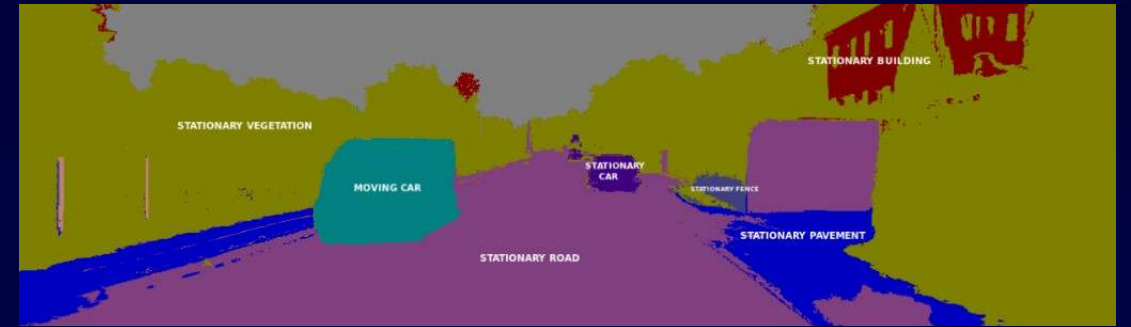 STATIONARY BUILDING
STATIONARY VEGETATION
STATIONARY
CAR
MOVING CAR
STATIONARY FENCE
STATIONARY PAVEMENT
STATIONARY ROAD